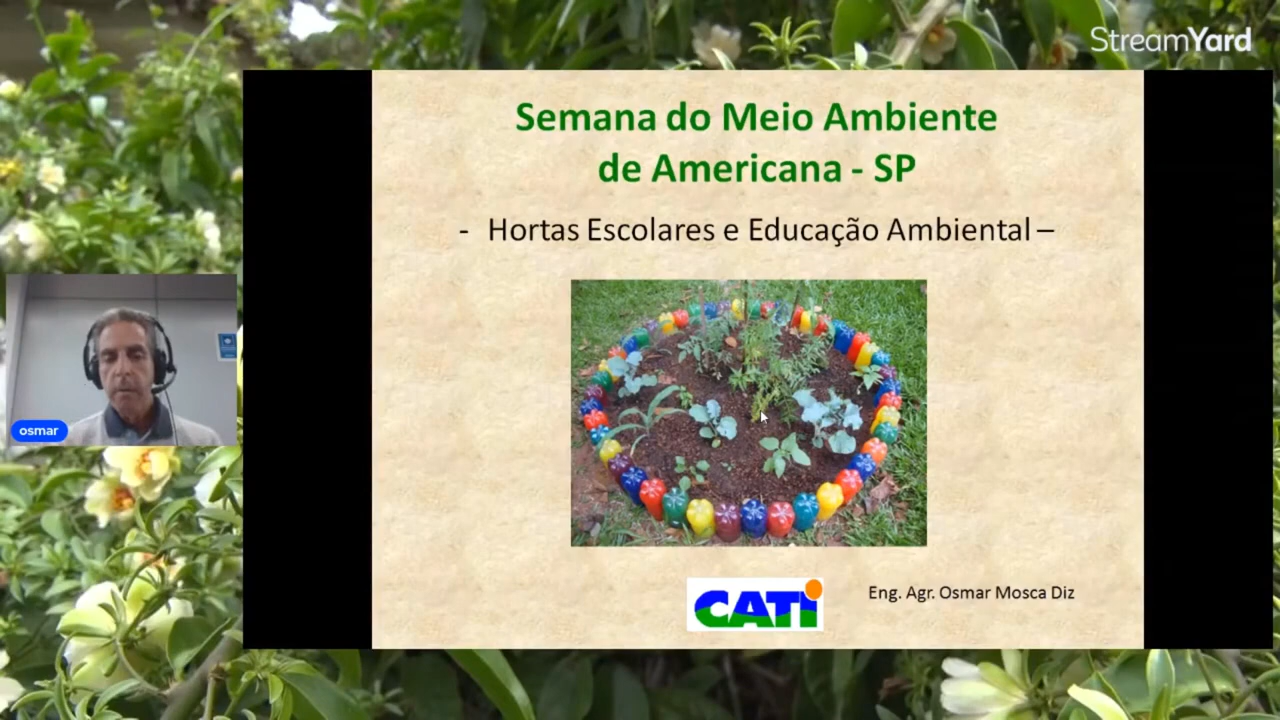 StreamYard
Semana do Meio Ambiente
de Americana - SP
- Hortas Escolares e Educação Ambiental –
osmar
CATI
Eng. Agr. Osmar Mosca Diz